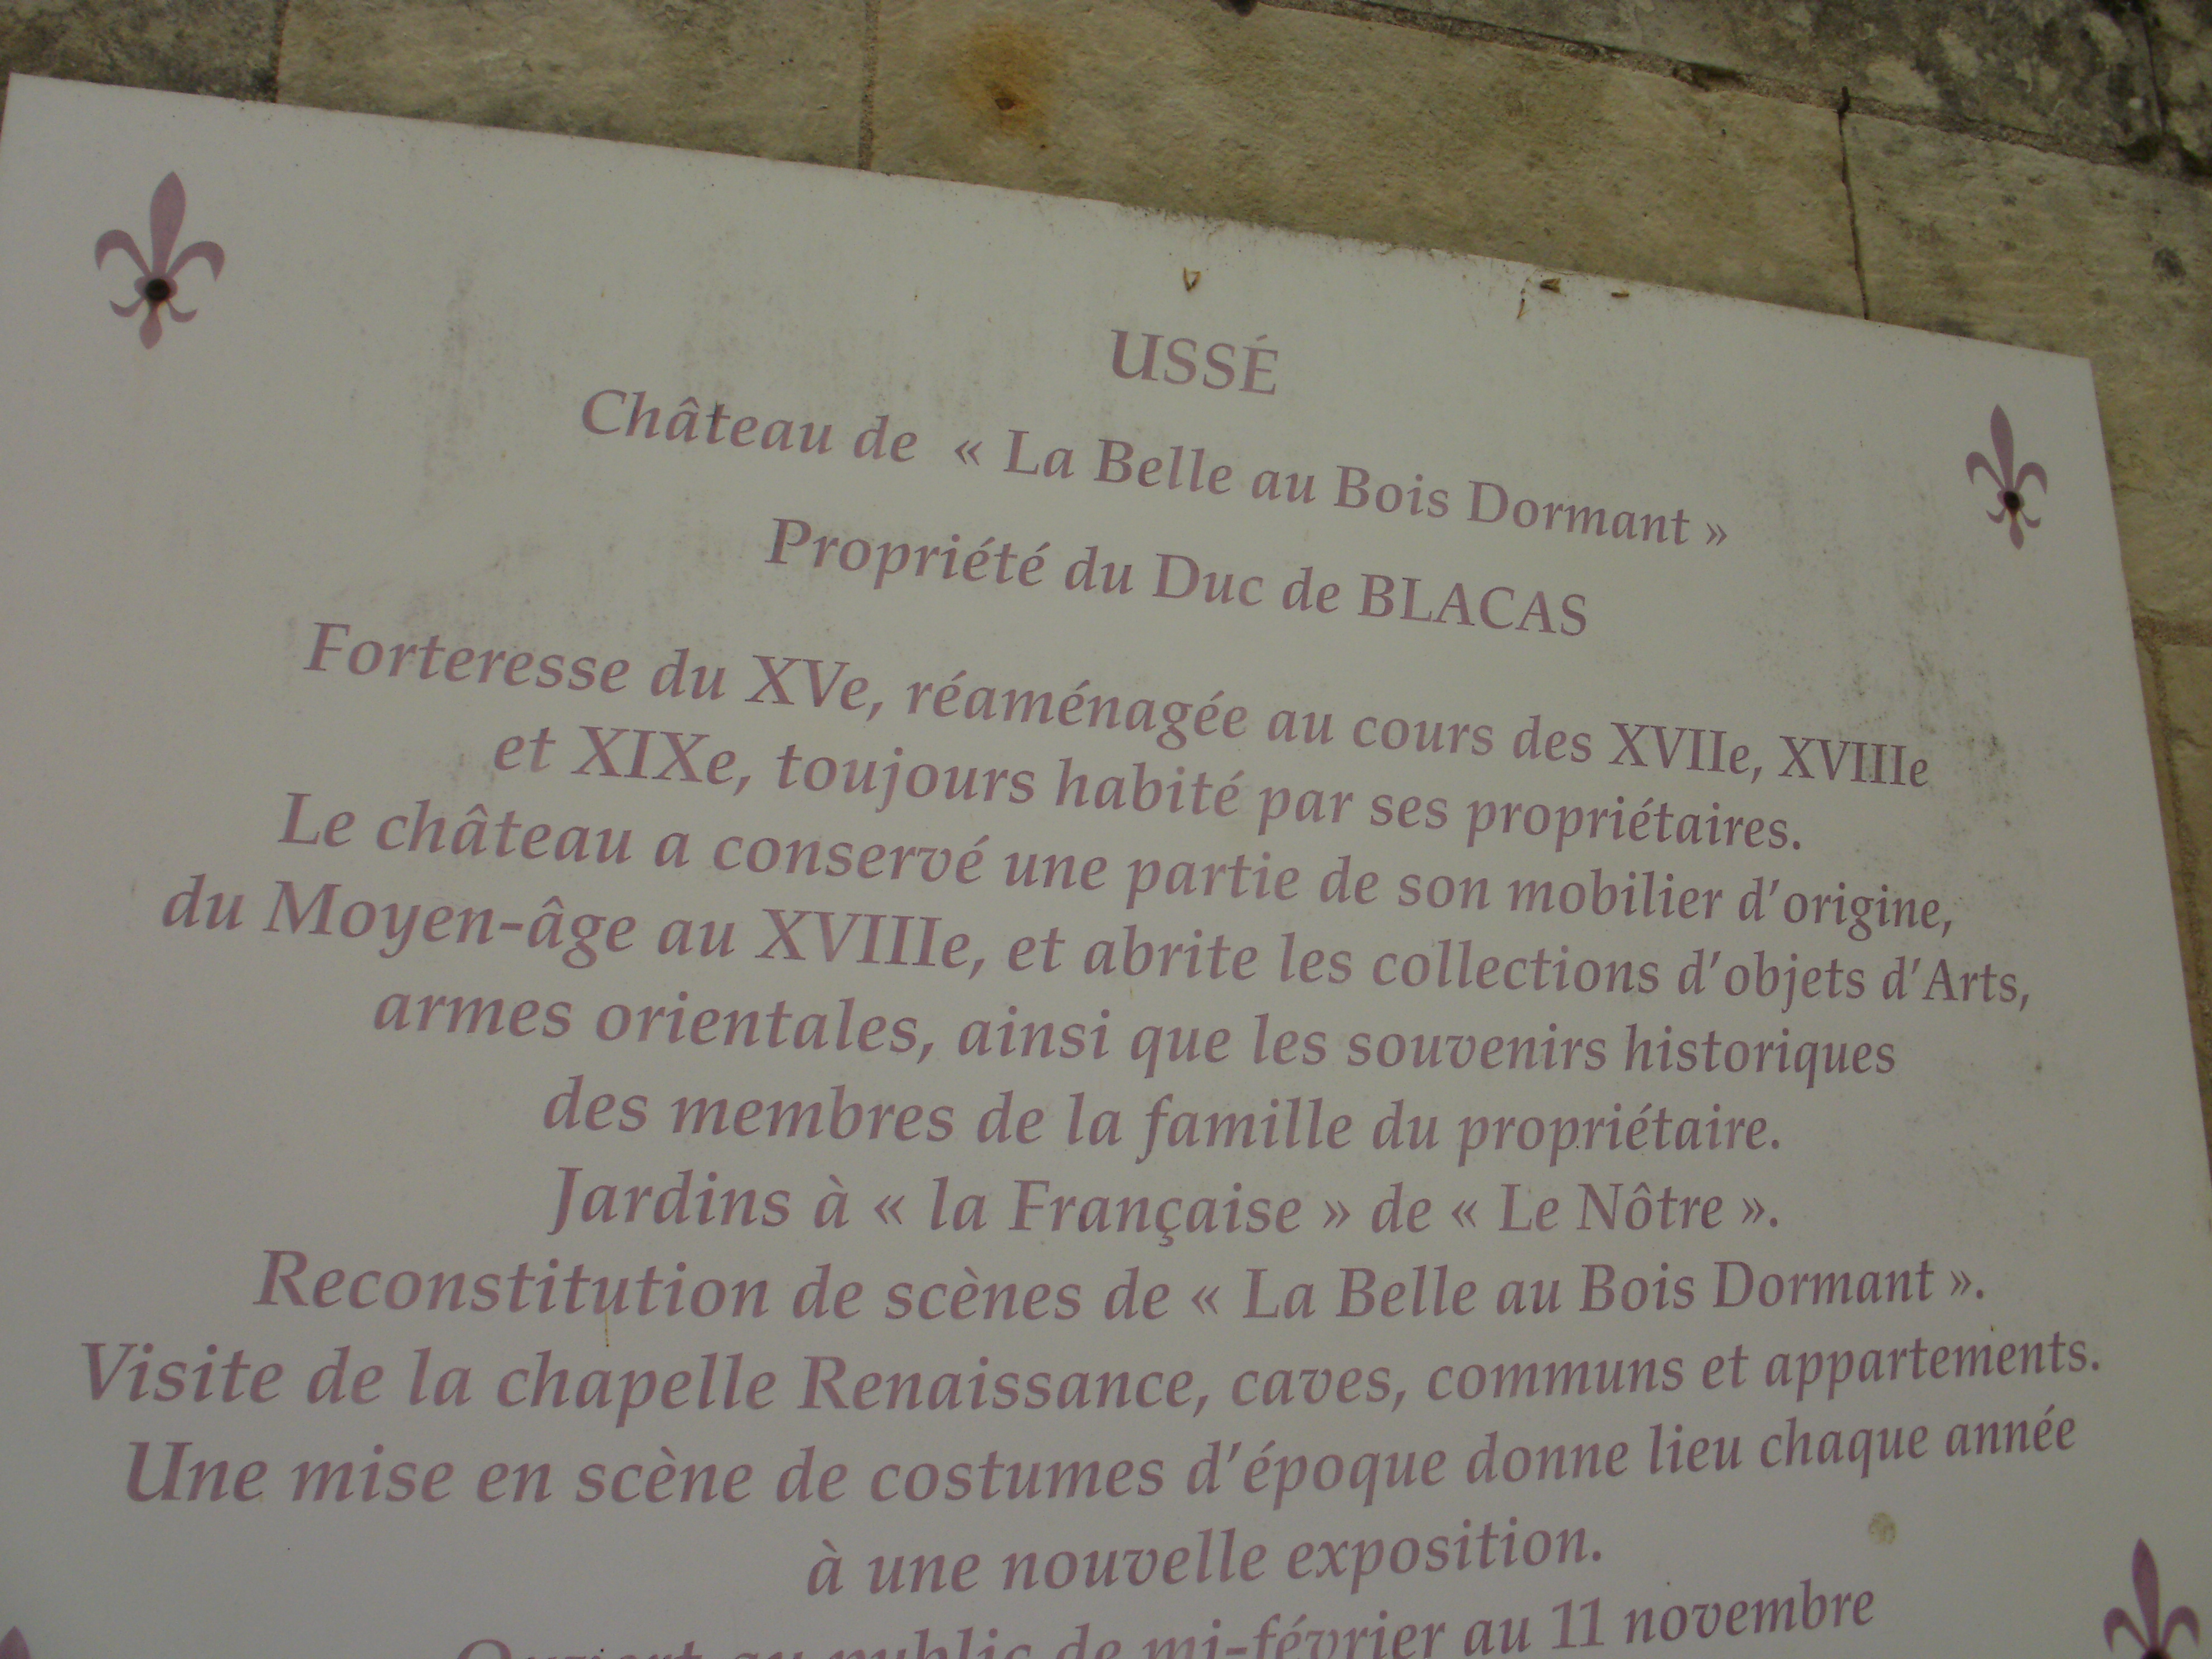 USSÉ
Château de « La Belle au Bois Dormant »
Propriété du Duc de BLACAS
Forteresse du XVe, réaménagée au cours des XVIIe, XVIIIe
et XIXe, toujours habité par ses propriétaires.
Le château a conservé une partie de son mobilier d'origine,
du Moyen-âge au XVIIIe, et abrite les collections d'objets d'Arts,
armes orientales, ainsi que les souvenirs historiques
des membres de la famille du propriétaire.
Jardins à « la Française » de « Le Nôtre ».
Reconstitution de scènes de « La Belle au Bois Dormant ».
Visite de la chapelle Renaissance, caves, communs et appartements.
Une mise en scène de costumes d'époque donne lieu chaque année
à une nouvelle exposition.
Ouvert au public de mi-février au 11 novembre